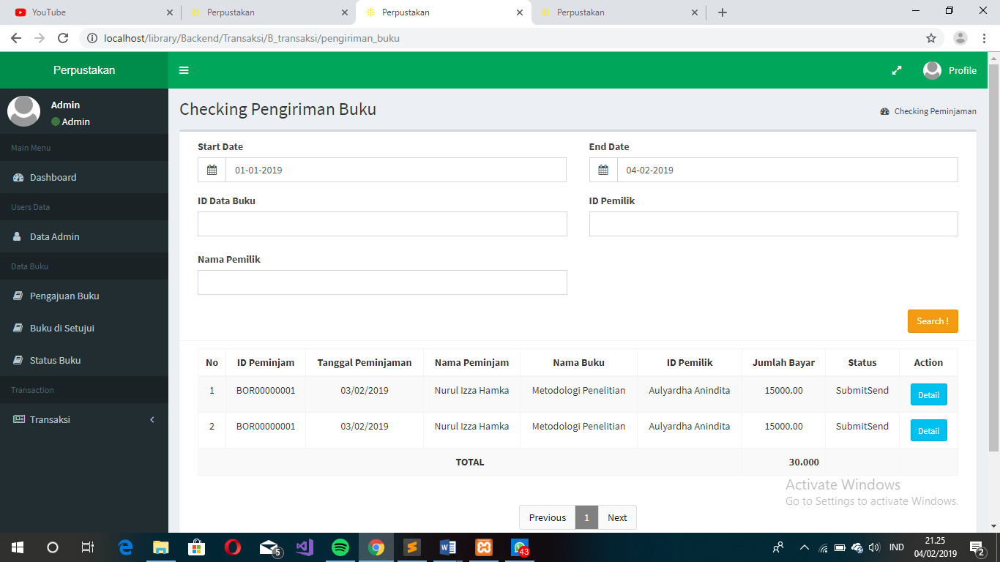 YouTube Perpustakan Perpustakan Perpustakan
localhost/library/Backend/Transaksi/B_transaksi/pengiriman_buku
Perpustakan Profile
Admin
Admin
Main Menu
Dashboard
Users Data
Data Admin
Data Buku
Pengajuan Buku
Buku di Setujui
Status Buku
Transaction
Transaksi
Checking Pengiriman Buku Checking Peminjaman
Start Date End Date
01-01-2019 04-02-2019
ID Data Buku ID Pemilik
Nama Pemilik
Search !
No ID Peminjam Tanggal Peminjaman Nama Peminjam Nama Buku ID Pemilik Jumlah Bayar Status Action
1 BOR00000001 03/02/2019 Nurul Izza Hamka Metodologi Penelitian Aulyardha Anindita 15000.00 SubmitSend Detail
2 BOR00000001 03/02/2019 Nurul Izza Hamka Metodologi Penelitian Aulyardha Anindita 15000.00 SubmitSend Detail
TOTAL 30.000
Activate Windows
Go to Settings to activate Windows.
Previous 1 Next
5 43 IND 21.25
04/02/2019 2